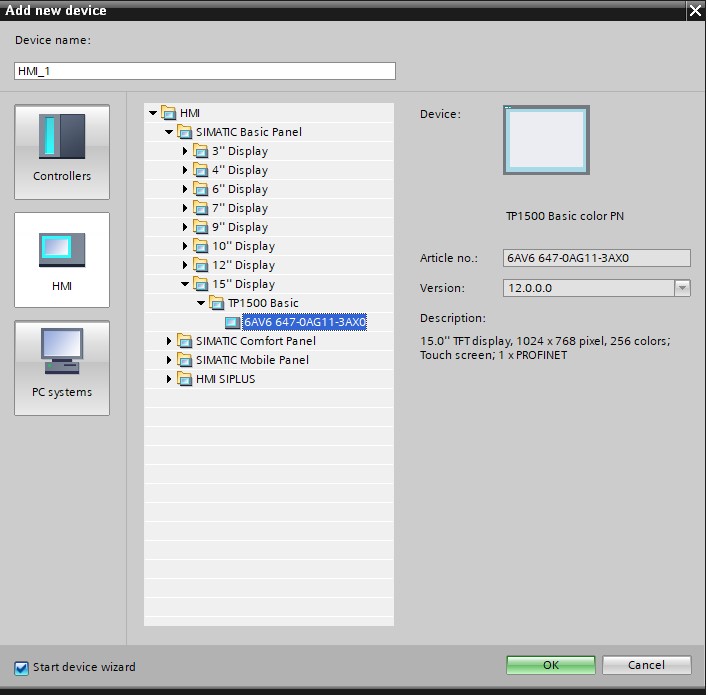 Add new device
Device name:
HMI_1
Controllers
HMI
PC systems
HMI
SIMATIC Basic Panel
3'' Display
4'' Display
6'' Display
7'' Display
9'' Display
10'' Display
12'' Display
15'' Display
TP1500 Basic
6AV6 647-0AG11-3AX0
SIMATIC Comfort Panel
SIMATIC Mobile Panel
HMI SIPLUS
Device:
TP1500 Basic color PN
Article no.: 6AV6 647-0AG11-3AX0
Version: 12.0.0.0
Description:
15.0'' TFT display, 1024 x 768 pixel, 256 colors;
Touch screen; 1 x PROFINET
Start device wizard
OK Cancel